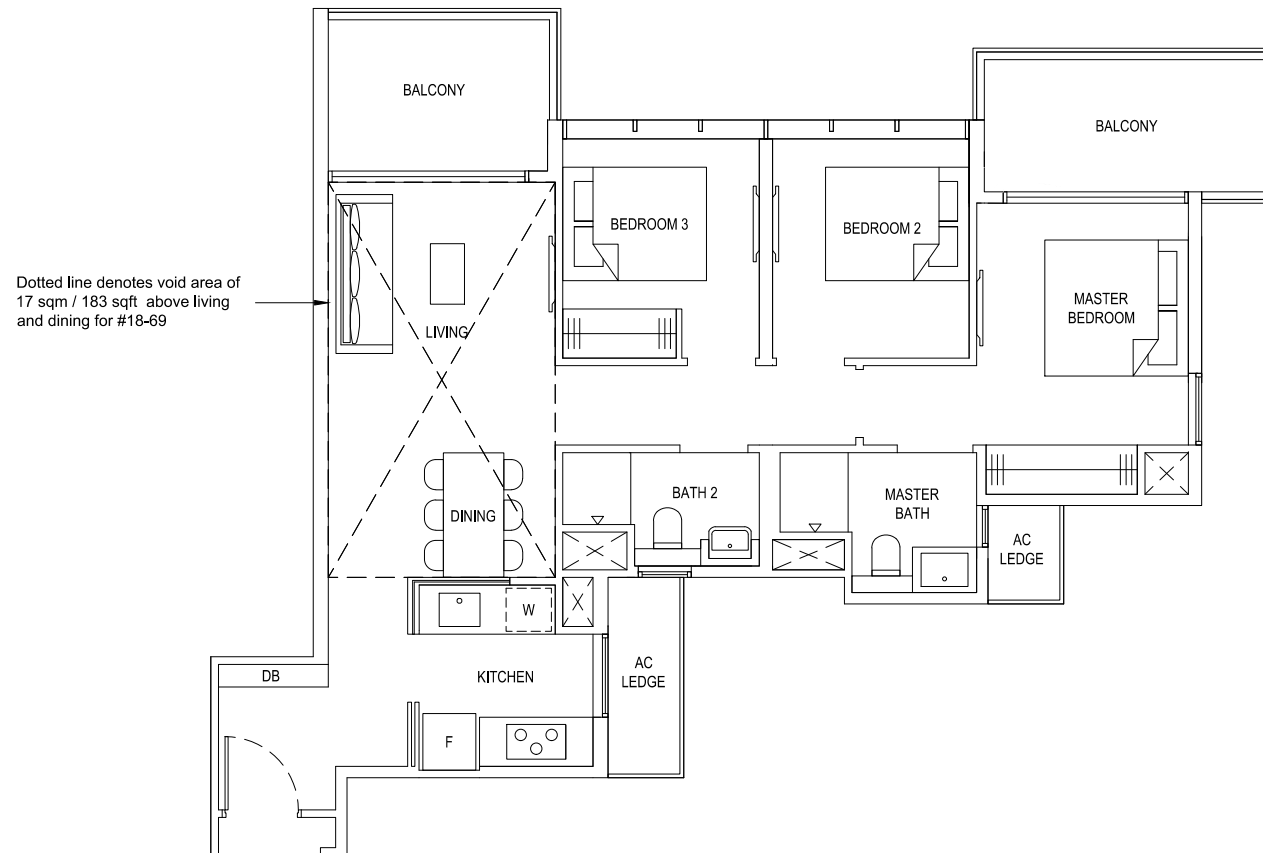 BALCONY
BALCONY
BEDROOM 3
BEDROOM 2
Dotted line denotes void area of
17 sqm / 183 sqft above living
and dining for #18-69
MASTER
BEDROOM
LIVING
BATH 2
MASTER
BATH
DINING
AC
LEDGE
W
DB
KITCHEN
AC
LEDGE
F